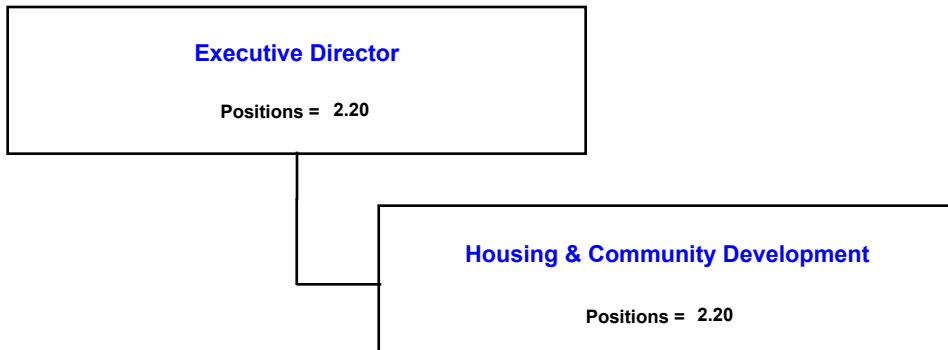 Executive Director
Positions = 2.20
Housing & Community Development
Positions = 2.20